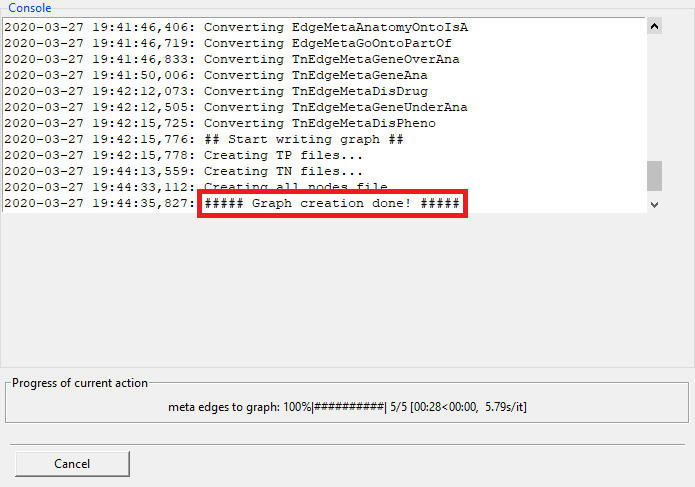 Console
2020-03-27 19:41:46,406: Converting EdgeMetaAnatomyOntoIsA
2020-03-27 19:41:46,719: Converting EdgeMetaGoOntoPartOf
2020-03-27 19:41:46,833: Converting TnEdgeMetaGeneOverAna
2020-03-27 19:41:50,006: Converting TnEdgeMetaGeneAna
2020-03-27 19:42:12,073: Converting TnEdgeMetaDisDrug
2020-03-27 19:42:12,505: Converting TnEdgeMetaGeneUnderAna
2020-03-27 19:42:15,725: Converting TnEdgeMetaDisPheno
2020-03-27 19:42:15,776: ## Start writing graph ##
2020-03-27 19:42:15,778: Creating TP files...
2020-03-27 19:44:13,559: Creating TN files...
2020-03-27 19:44:33,112: Creating all nodes file
2020-03-27 19:44:35,827: ##### Graph creation done! #####
Progress of current action
meta edges to graph: 100%|##########| 5/5 [00:28<00:00,  5.79s/it]
Cancel